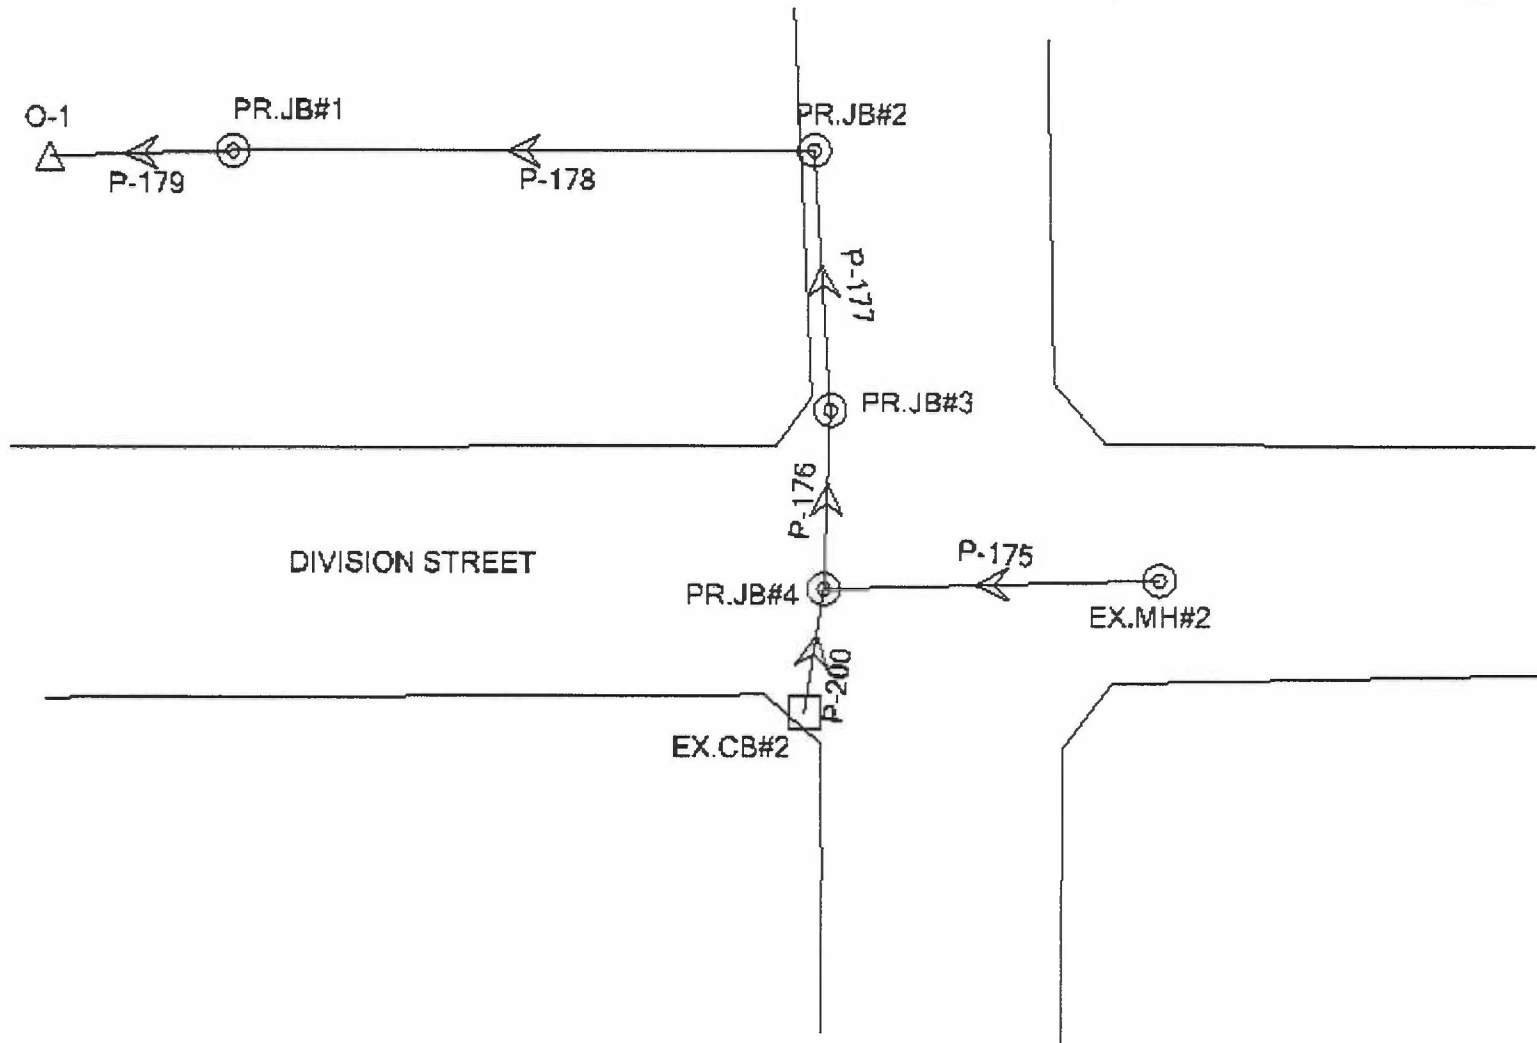 O-1
PR.JB#1
PR.JB#2
P-179
P-178
P-177
PR.JB#3
P-176
DIVISION STREET
P-175
PR.JB#4
EX.MH#2
P-200
EX.CB#2